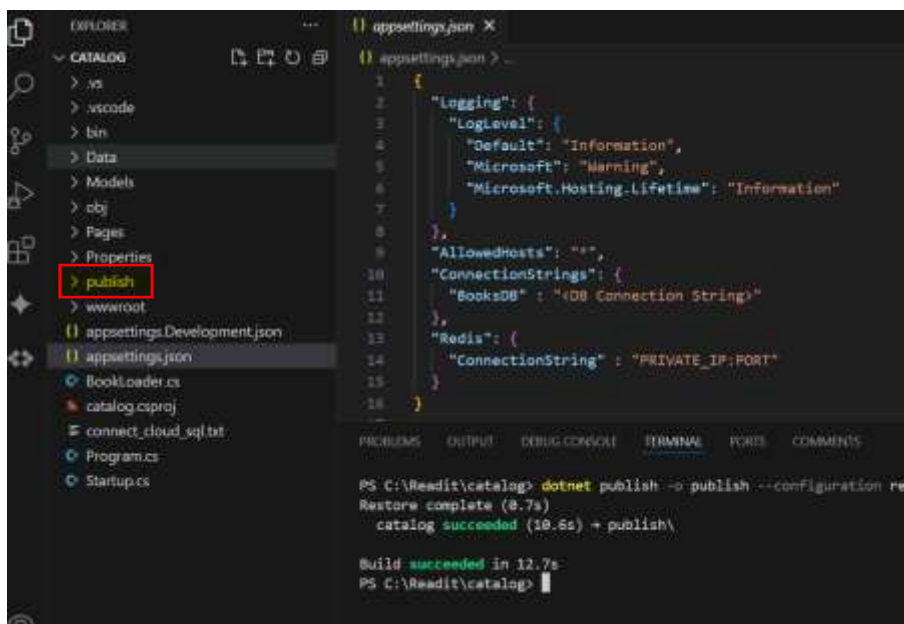 EXPLORER
CATALOG
.vs
.vscode
bin
Data
Models
obj
Pages
Properties
publish
wwwroot
{} appsettings.Development.json
{} appsettings.json
BookLoader.cs
catalog.csproj
connect_cloud_sql.txt
Program.cs
Startup.cs
{} appsettings.json ×
{} appsettings.json > ...
1 {
2 "Logging": {
3 "LogLevel": {
4 "Default": "Information",
5 "Microsoft": "Warning",
6 "Microsoft.Hosting.Lifetime": "Information"
7 }
8 },
9 "AllowedHosts": "*",
10 "ConnectionStrings": {
11 "BooksDB" : "<DB Connection String>"
12 },
13 "Redis": {
14 "ConnectionString" : "PRIVATE_IP:PORT"
15 }
16 }
PROBLEMS OUTPUT DEBUG CONSOLE TERMINAL PORTS COMMENTS
PS C:\Readit\catalog> dotnet publish -o publish --configuration re
Restore complete (0.7s)
catalog succeeded (10.6s) → publish\
Build succeeded in 12.7s
PS C:\Readit\catalog>